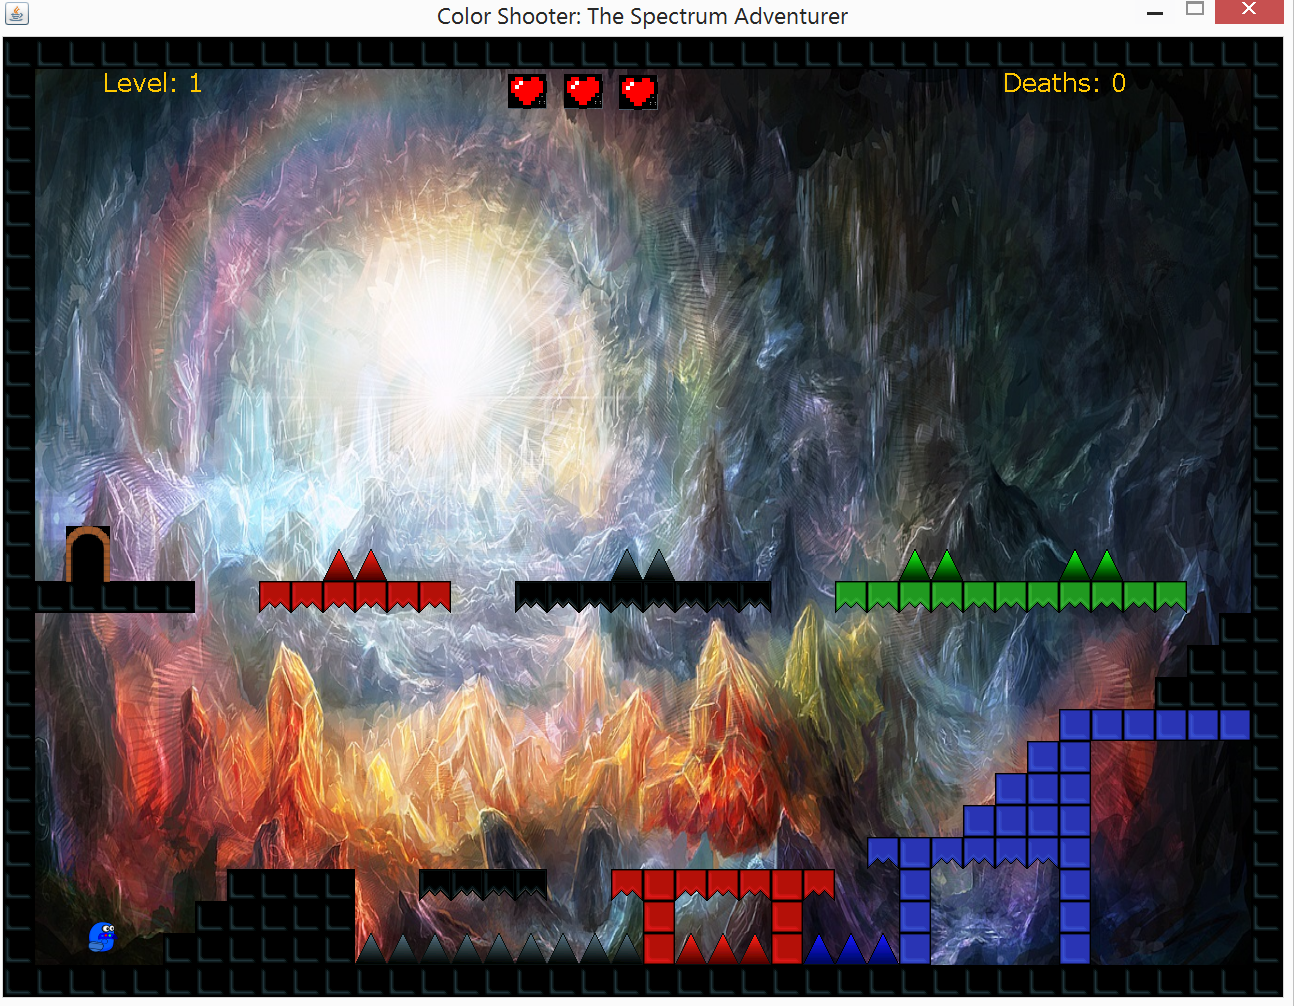 Color Shooter: The Spectrum Adventurer
Level: 1
Deaths: 0